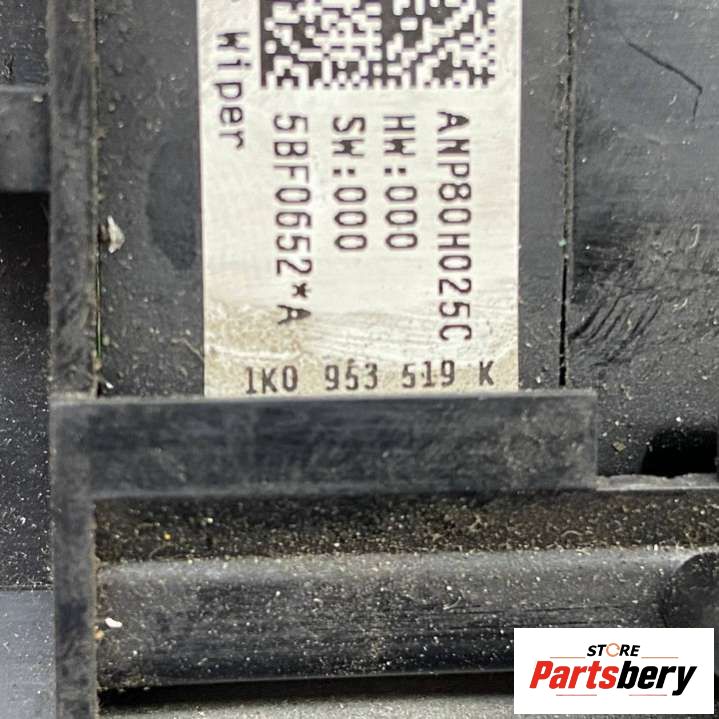 Wiper
ANP80H025C
HW:000
SW:000
5BF0652*A
1K0 953 519 K
STORE
Partsbery